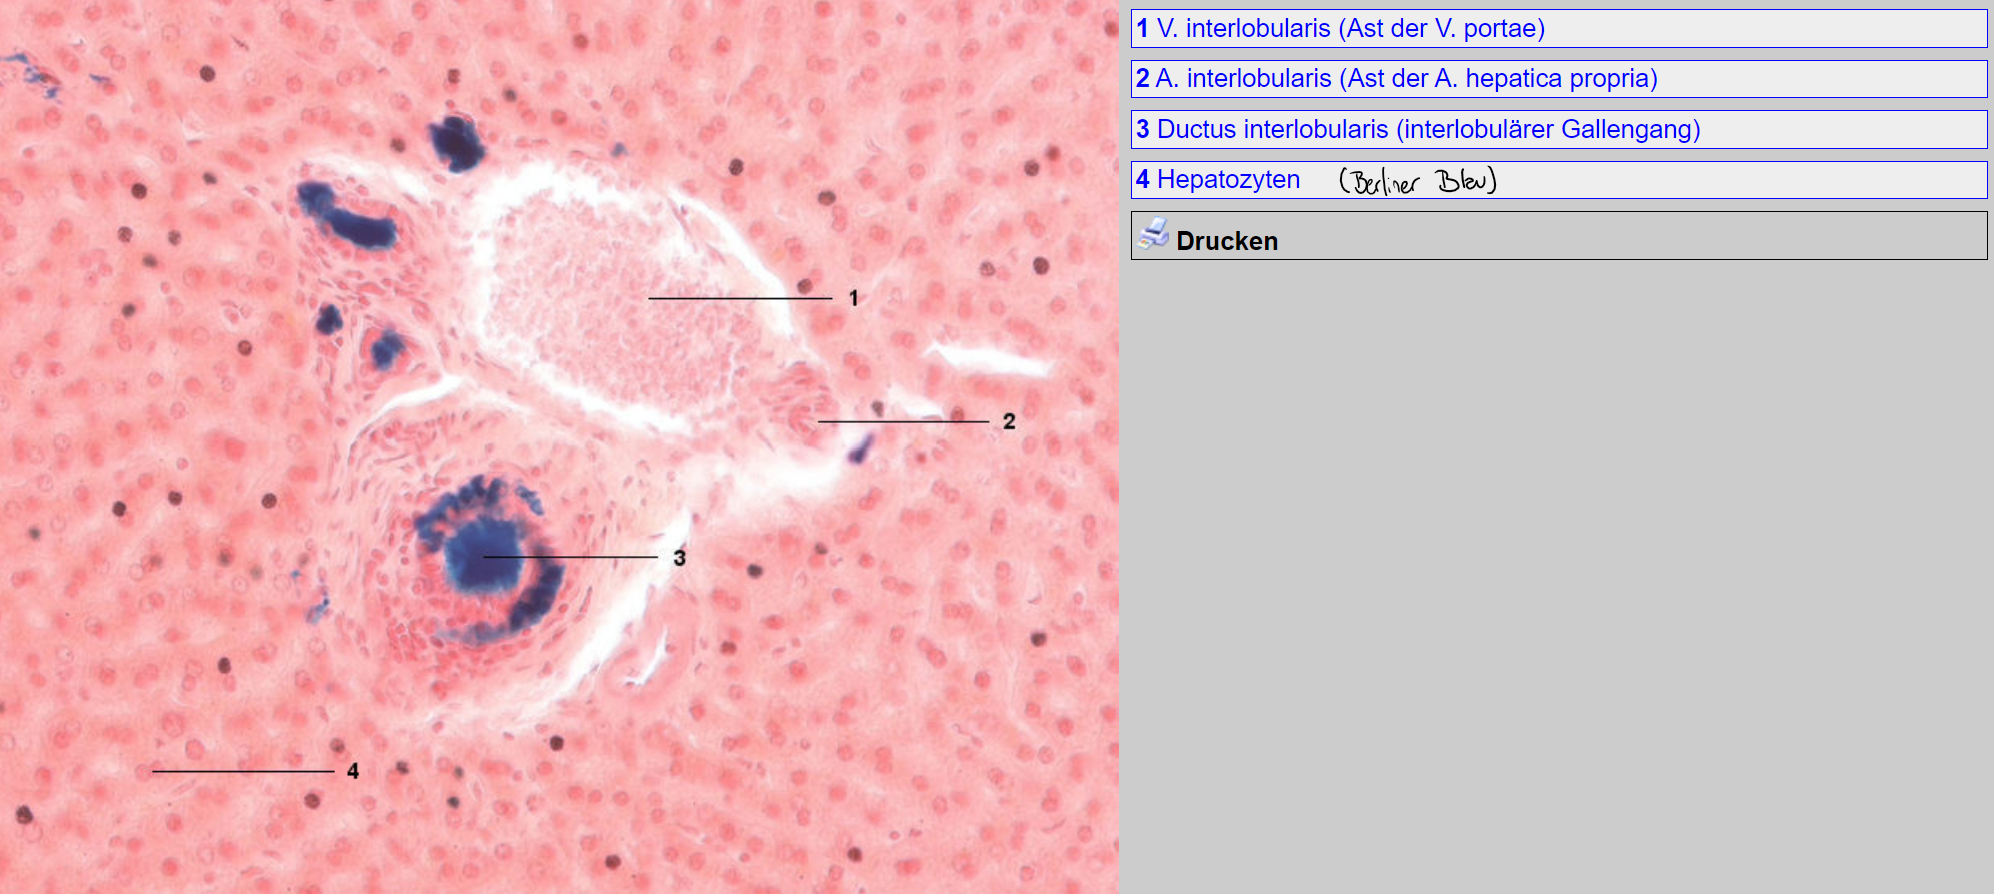 1
2
3
4
1 V. interlobularis (Ast der V. portae)
2 A. interlobularis (Ast der A. hepatica propria)
3 Ductus interlobularis (interlobulärer Gallengang)
4 Hepatozyten (Berliner Blau)
Drucken